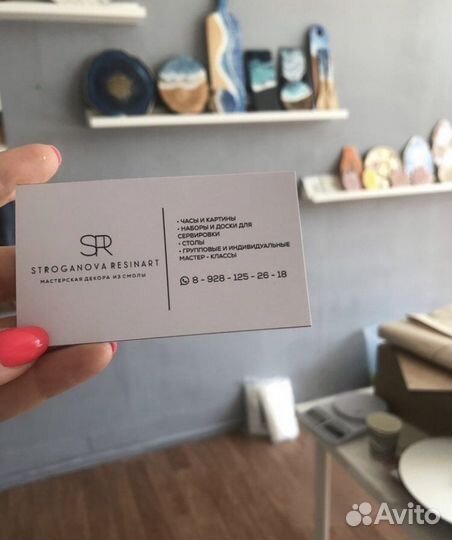 SR
STROGANOVA RESINART
МАСТЕРСКАЯ ДЕКОРА ИЗ СМОЛЫ
• ЧАСЫ И КАРТИНЫ
• НАБОРЫ И ДОСКИ ДЛЯ
СЕРВИРОВКИ
• СТОЛЫ
• ГРУППОВЫЕ И ИНДИВИДУАЛЬНЫЕ
МАСТЕР - КЛАССЫ
8 - 928 - 125 - 26 - 18
Avito